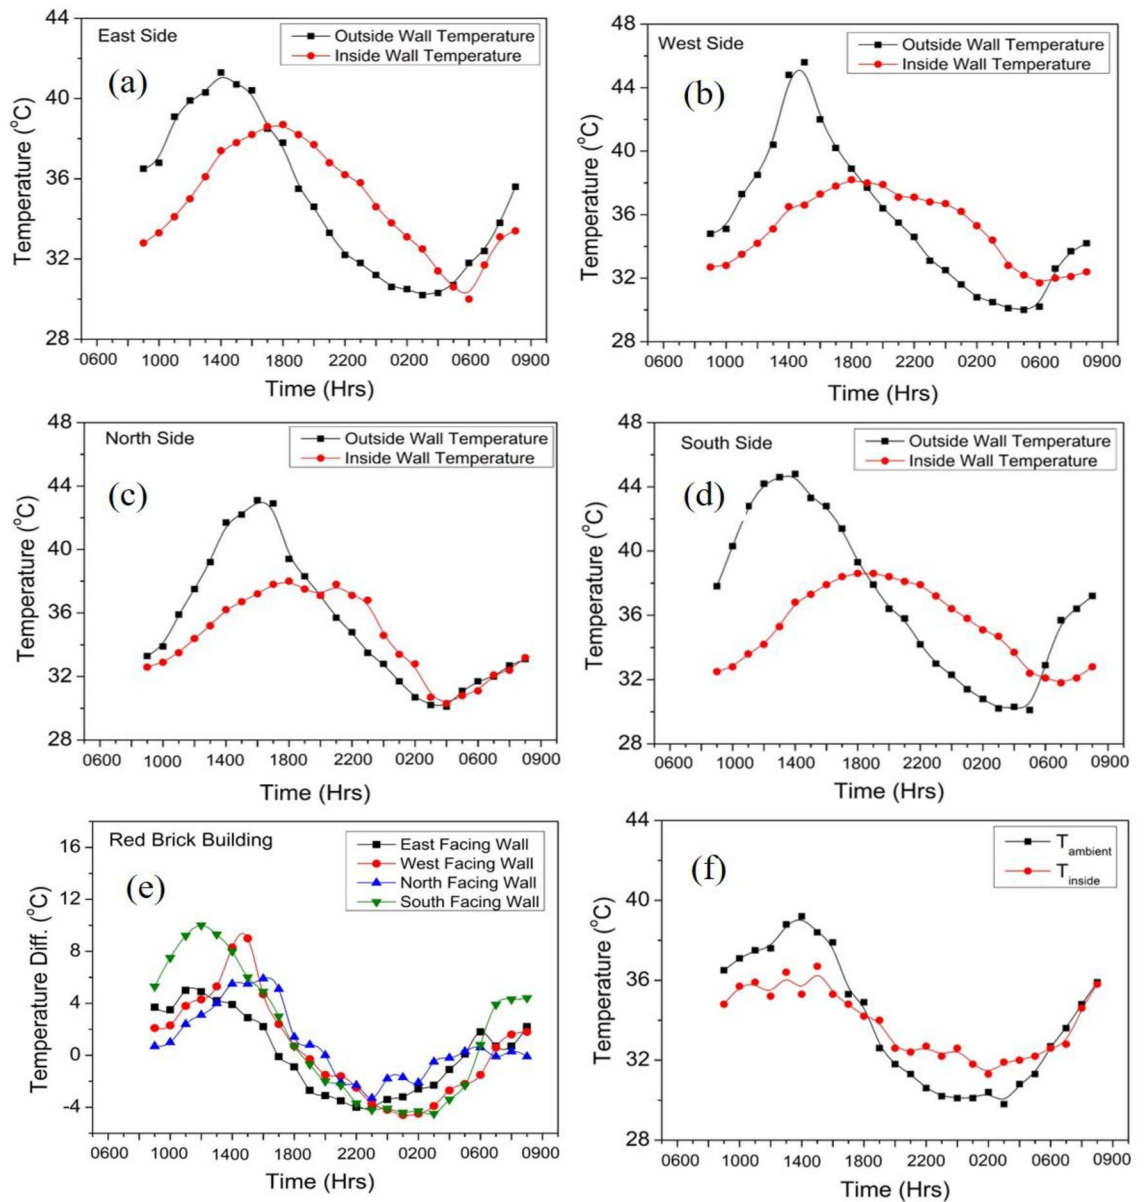 44
40
36
32
28
Temperature (°C)
East Side
(a)
Outside Wall Temperature
Inside Wall Temperature
0600 1000 1400 1800 2200 0200 0600 0900
Time (Hrs)
48
44
40
36
32
28
Temperature (°C)
West Side
(b)
Outside Wall Temperature
Inside Wall Temperature
0600 1000 1400 1800 2200 0200 0600 0900
Time (Hrs)
48
44
40
36
32
28
Temperature (°C)
North Side
(c)
Outside Wall Temperature
Inside Wall Temperature
0600 1000 1400 1800 2200 0200 0600 0900
Time (Hrs)
48
44
40
36
32
28
Temperature (°C)
South Side
(d)
Outside Wall Temperature
Inside Wall Temperature
0600 1000 1400 1800 2200 0200 0600 0900
Time (Hrs)
16
12
8
4
0
−4
Temperature Diff. (°C)
Red Brick Building
(e)
East Facing Wall
West Facing Wall
North Facing Wall
South Facing Wall
0600 1000 1400 1800 2200 0200 0600 0900
Time (Hrs)
44
40
36
32
28
Temperature (°C)
(f)
T ambient
T inside
0600 1000 1400 1800 2200 0200 0600 0900
Time (Hrs)